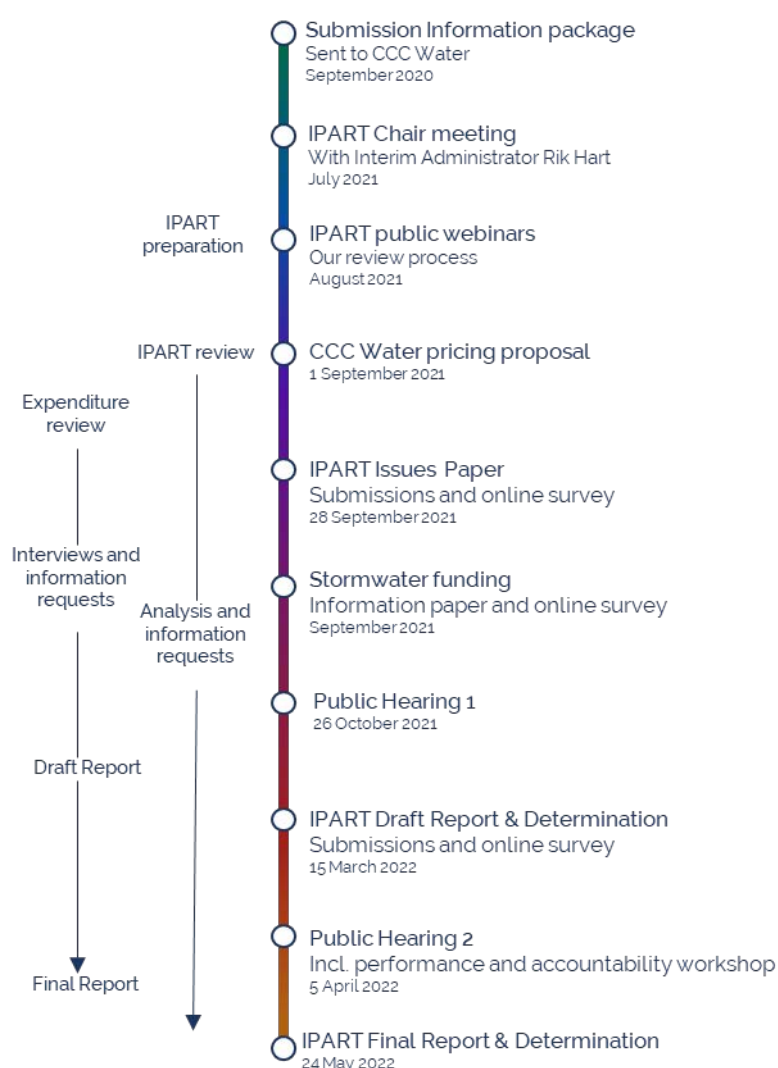 Submission Information package
Sent to CCC Water
September 2020
IPART Chair meeting
With Interim Administrator Rik Hart
July 2021
IPART
preparation
IPART public webinars
Our review process
August 2021
IPART review
CCC Water pricing proposal
1 September 2021
Expenditure
review
IPART Issues Paper
Submissions and online survey
28 September 2021
Interviews and
information
requests
Stormwater funding
Information paper and online survey
September 2021
Analysis and
information
requests
Public Hearing 1
26 October 2021
Draft Report
IPART Draft Report & Determination
Submissions and online survey
15 March 2022
Public Hearing 2
Incl. performance and accountability workshop
5 April 2022
Final Report
IPART Final Report & Determination
24 May 2022